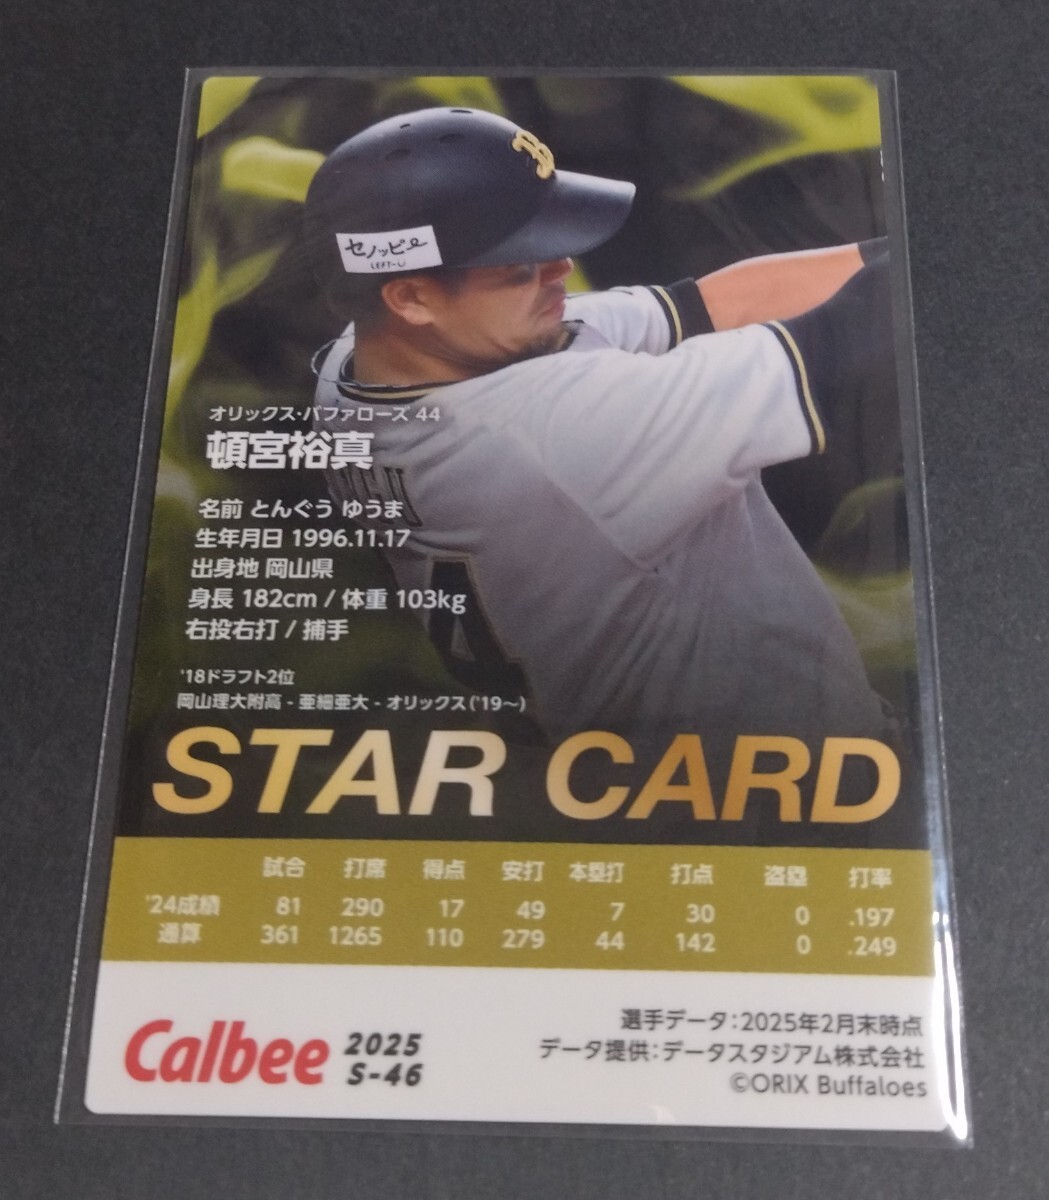 B
セノッピー
LEFT-U
オリックス・バファローズ 44
頓宮裕真
名前 とんぐう ゆうま
生年月日 1996.11.17
出身地 岡山県
身長 182cm / 体重 103kg
右投右打 / 捕手
'18ドラフト2位
岡山理大附高 - 亜細亜大 - オリックス('19〜)
4
STAR CARD
試合 打席 得点 安打 本塁打 打点 盗塁 打率
'24成績 81 290 17 49 7 30 0 .197
通算 361 1265 110 279 44 142 0 .249
Calbee 2025
S-46
選手データ:2025年2月末時点
データ提供:データスタジアム株式会社
©ORIX Buffaloes